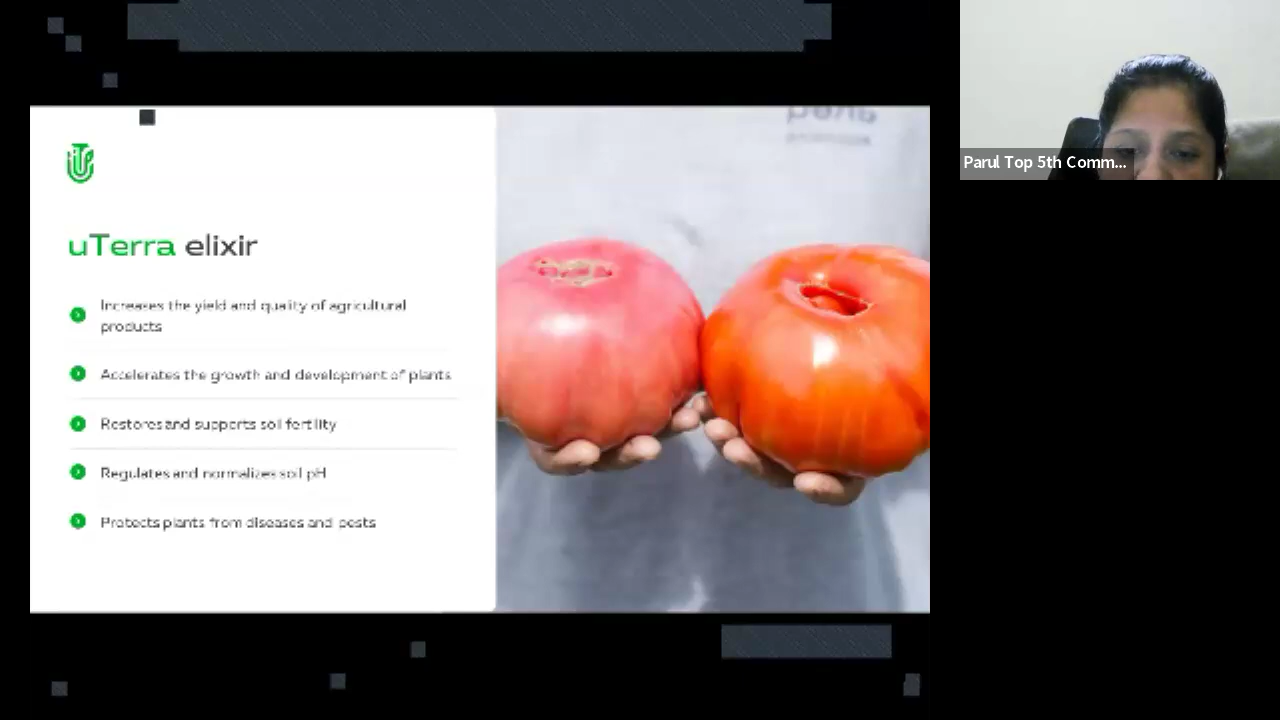 uTerra elixir
Increases the yield and quality of agricultural
products
Accelerates the growth and development of plants
Restores and supports soil fertility
Regulates and normalizes soil pH
Protects plants from diseases and pests
Parul Top 5th Comm...